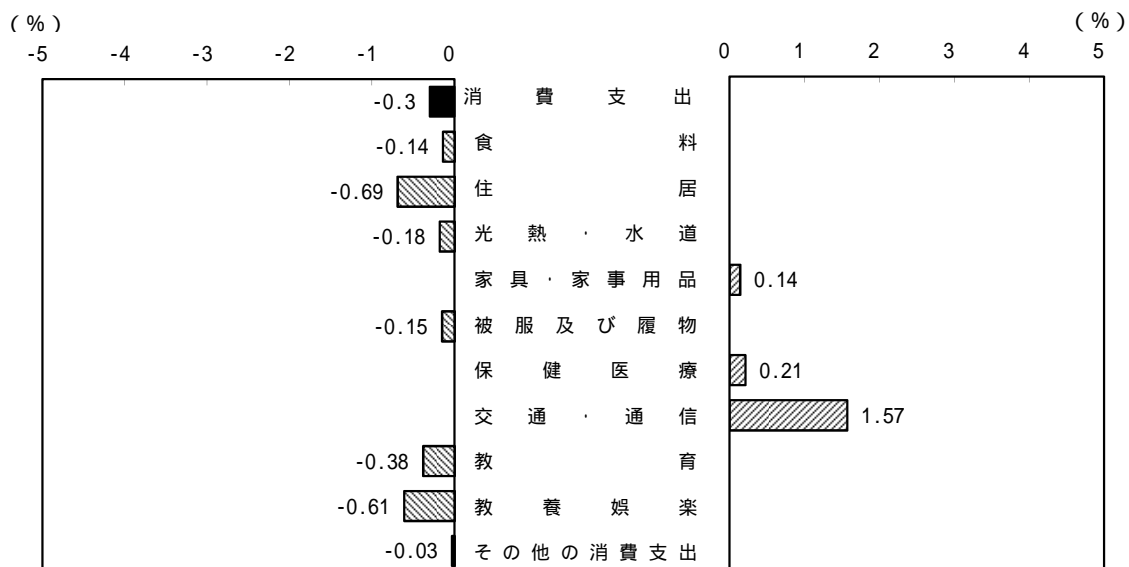 (%) (%)
-5 -4 -3 -2 -1 0 0 1 2 3 4 5
-0.3 消費支出
-0.14 食料
-0.69 住居
-0.18 光熱・水道
家具・家事用品 0.14
-0.15 被服及び履物
保健医療 0.21
交通・通信 1.57
-0.38 教育
-0.61 教養娯楽
-0.03 その他の消費支出